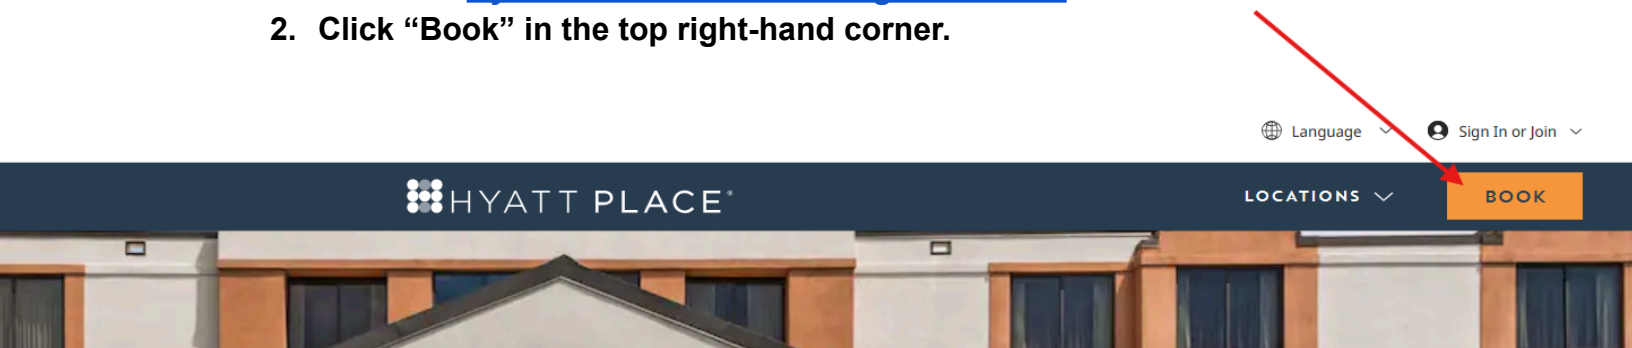 2. Click “Book” in the top right-hand corner.
Language
Sign In or Join
HYATT PLACE®
LOCATIONS
BOOK